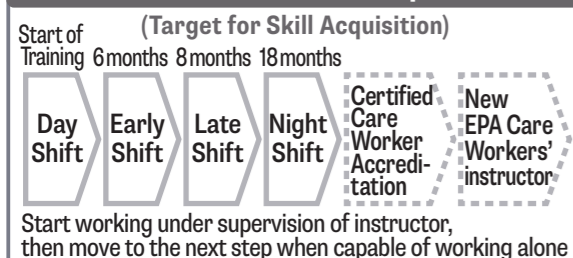 (Target for Skill Acquisition)
Start of
Training 6 months 8 months 18 months
Day
Shift
Early
Shift
Late
Shift
Night
Shift
Certified
Care
Worker
Accredi-
tation
New
EPA Care
Workers'
instructor
Start working under supervision of instructor,
then move to the next step when capable of working alone